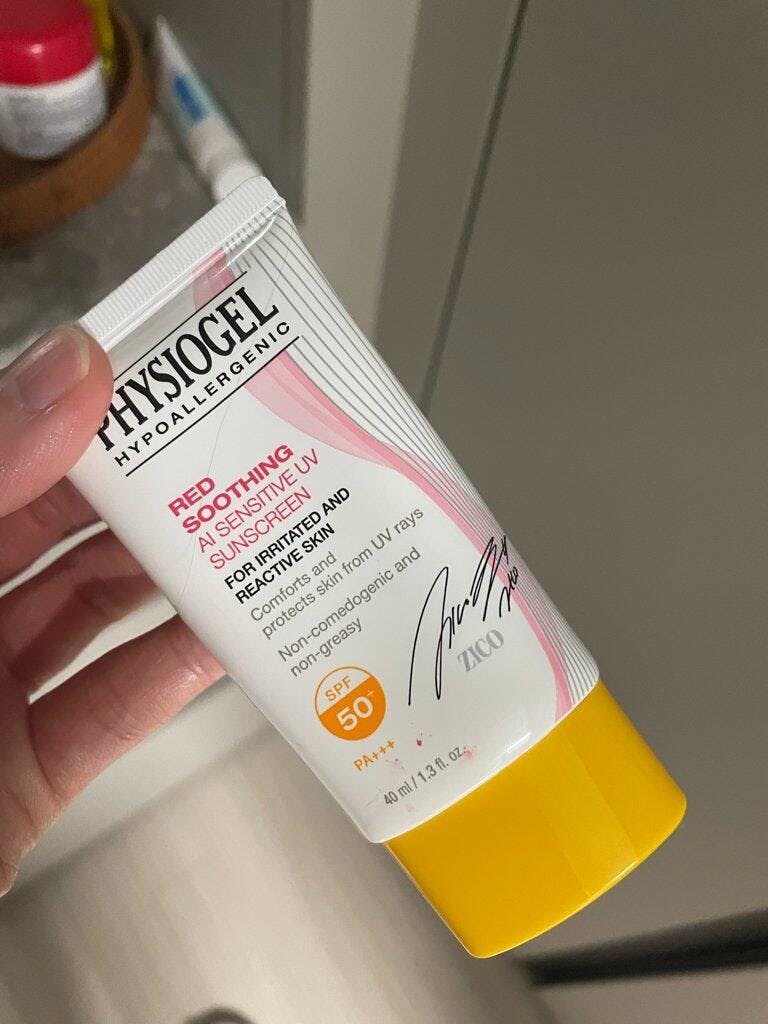 PHYSIOGEL
HYPOALLERGENIC
RED
SOOTHING
AI SENSITIVE UV
SUNSCREEN
FOR IRRITATED AND
REACTIVE SKIN
Comforts and
protects skin from UV rays
Non-comedogenic and
non-greasy
ZICO
SPF
50+
PA+++
40 ml / 1.3 fl. oz.